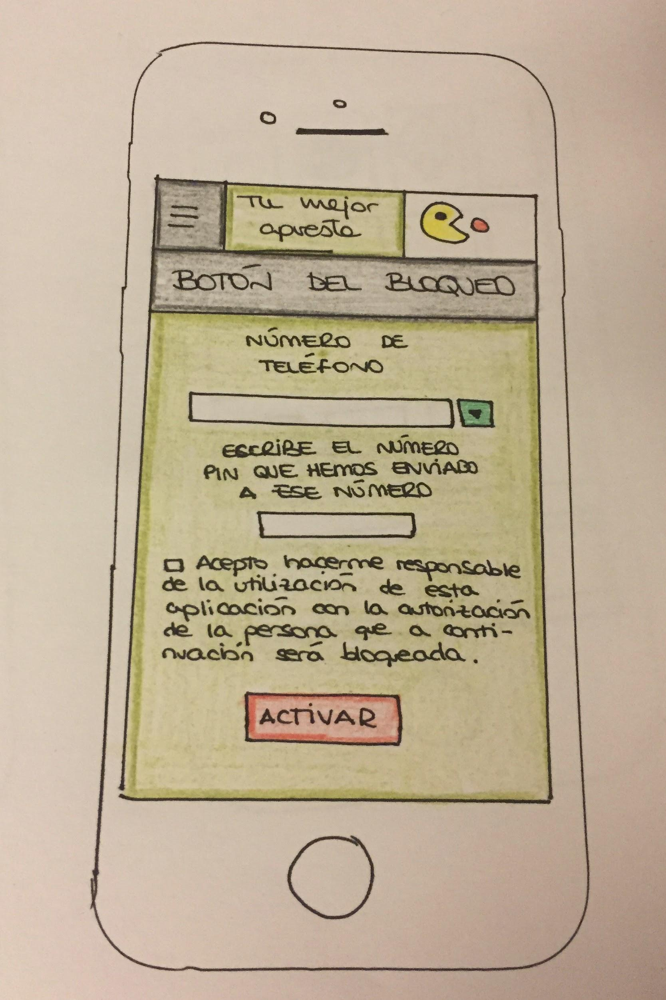 Tu mejor
apuesta
BOTÓN DEL BLOQUEO
NÚMERO DE
TELÉFONO
ESCRIBE EL NÚMERO
PIN QUE HEMOS ENVIADO
A ESE NÚMERO
Acepto hacerme responsable
de la utilización de esta
aplicación con la autorización
de la persona que a conti-
nuación será bloqueada.
ACTIVAR